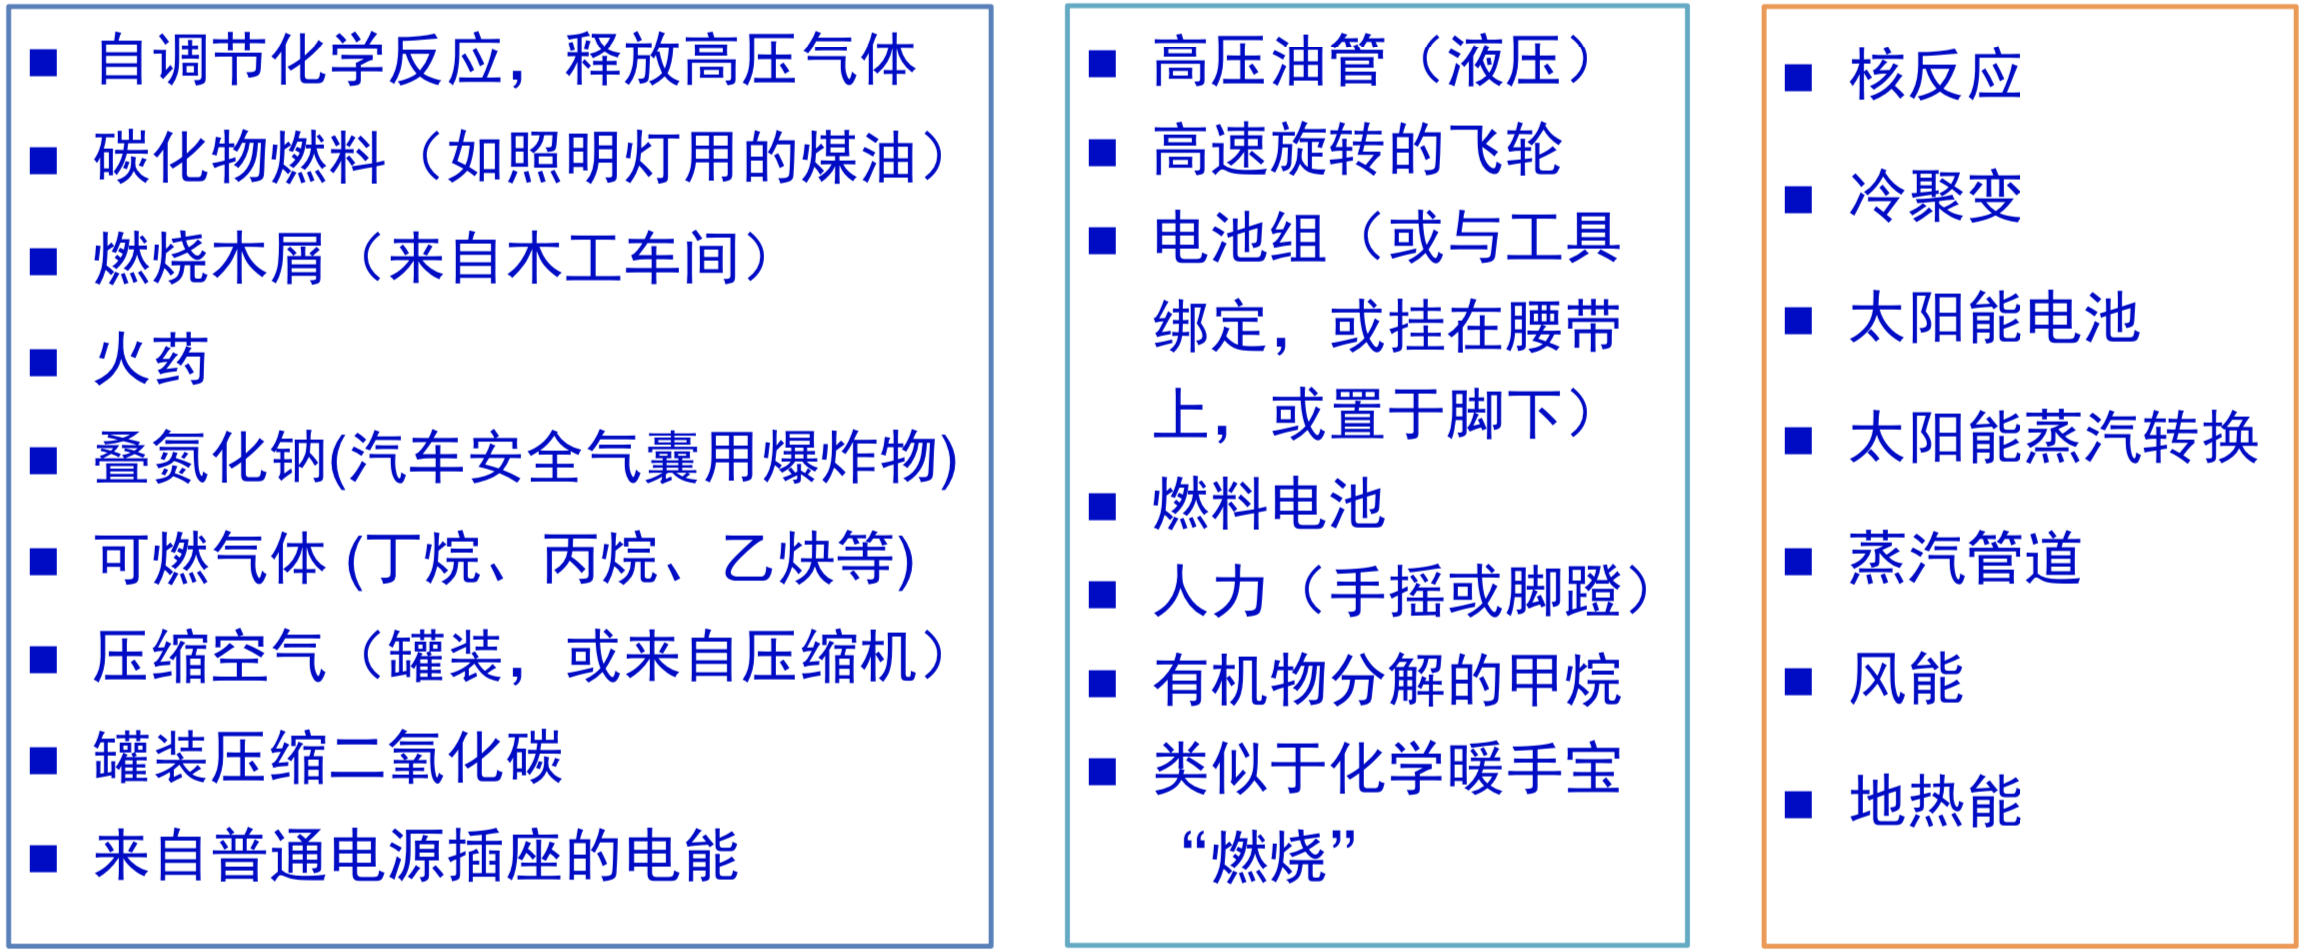 ■ 自调节化学反应，释放高压气体
■ 碳化物燃料（如照明灯用的煤油）
■ 燃烧木屑（来自木工车间）
■ 火药
■ 叠氮化钠(汽车安全气囊用爆炸物)
■ 可燃气体 (丁烷、丙烷、乙炔等)
■ 压缩空气（罐装，或来自压缩机）
■ 罐装压缩二氧化碳
■ 来自普通电源插座的电能
■ 高压油管（液压）
■ 高速旋转的飞轮
■ 电池组（或与工具
绑定，或挂在腰带
上，或置于脚下）
■ 燃料电池
■ 人力（手摇或脚蹬）
■ 有机物分解的甲烷
■ 类似于化学暖手宝
“燃烧”
■ 核反应
■ 冷聚变
■ 太阳能电池
■ 太阳能蒸汽转换
■ 蒸汽管道
■ 风能
■ 地热能